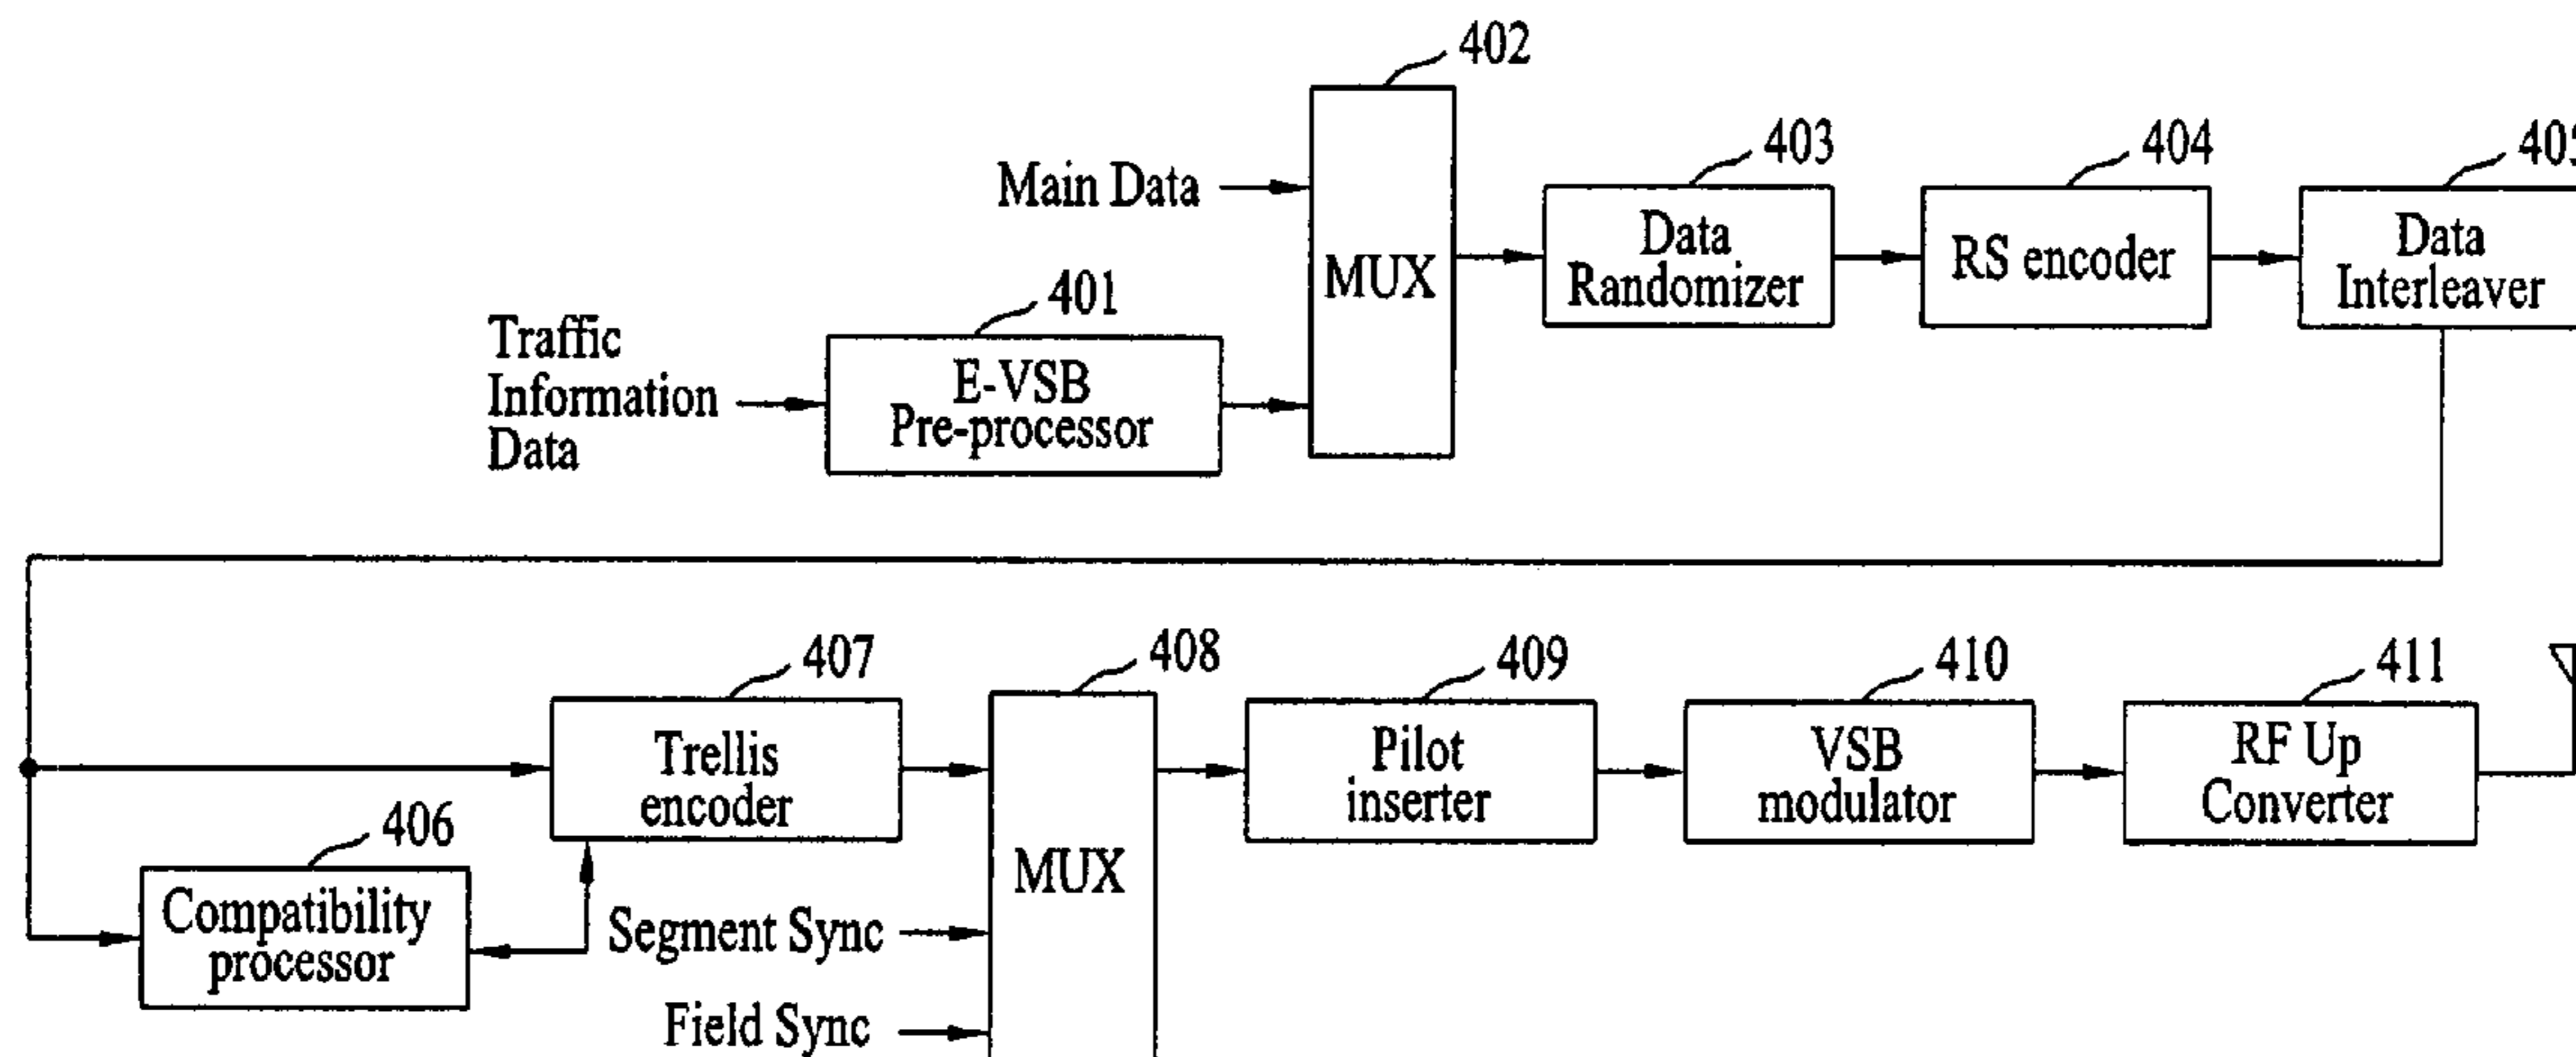 402
403
404
Main Data
Data
Randomizer
RS encoder
Data
Interleaver
MUX
401
Traffic
Information
Data
E-VSB
Pre-processor
407
408
409
410
411
Trellis
encoder
Pilot
inserter
VSB
modulator
RF Up
Converter
406
MUX
Compatibility
processor
Segment Sync
Field Sync